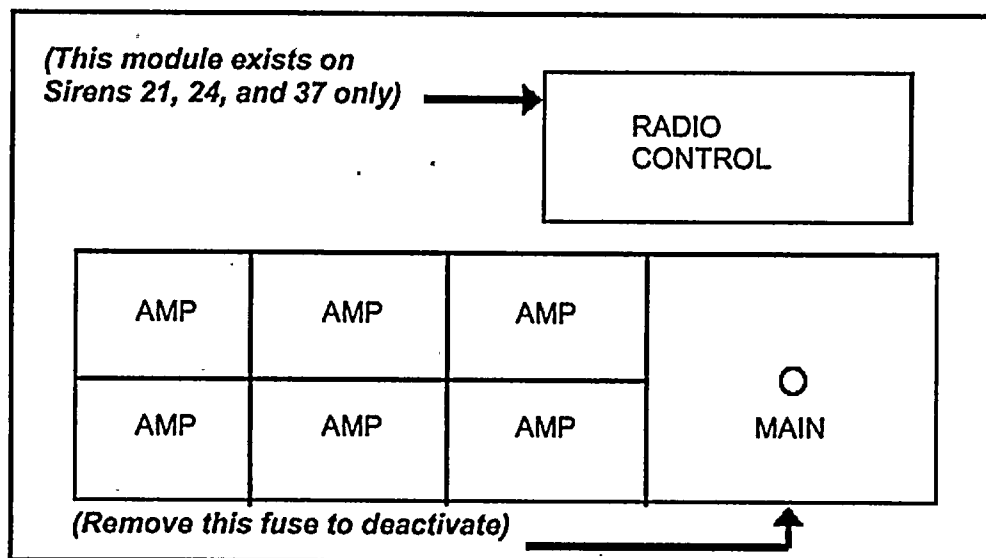 (This module exists on
Sirens 21, 24, and 37 only)
RADIO
CONTROL
AMP AMP AMP
AMP AMP AMP
MAIN
(Remove this fuse to deactivate)